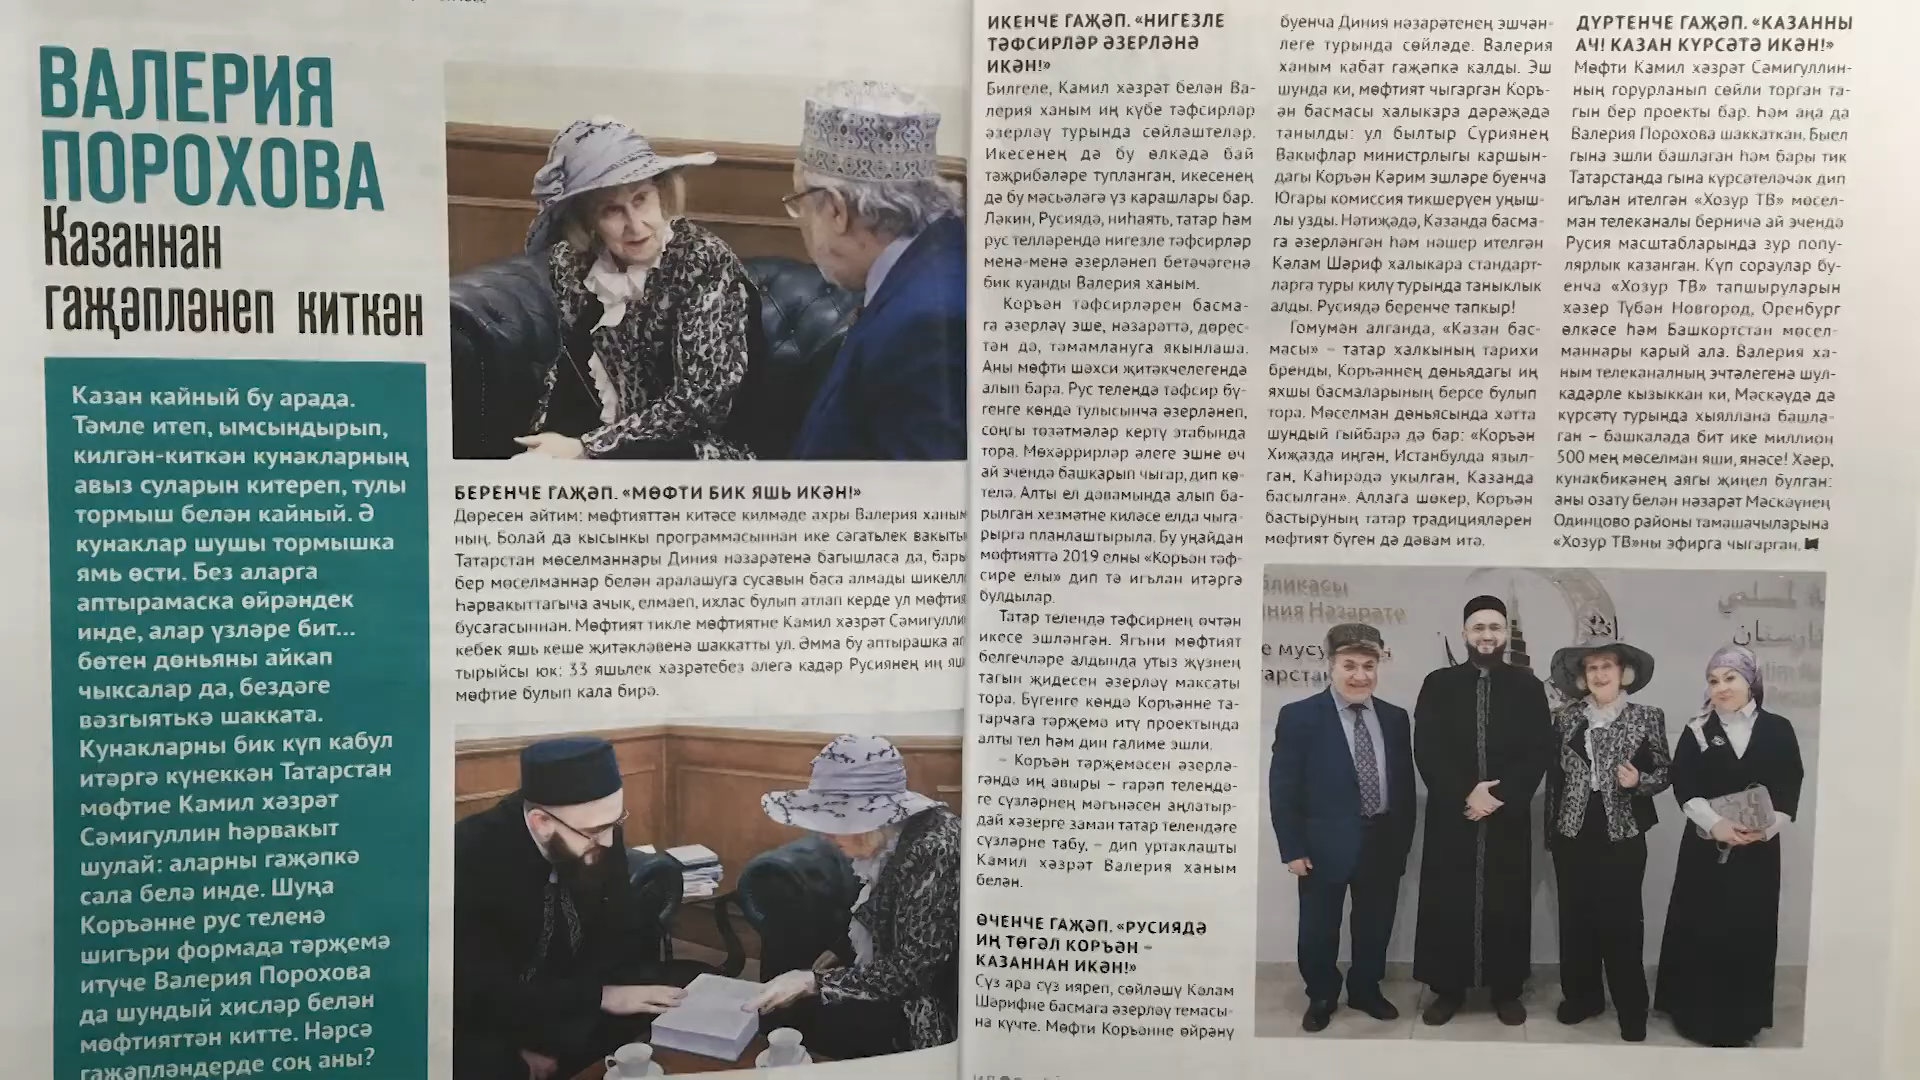 ВАЛЕРИЯ
ПОРОХОВА
Казаннан
гаҗәпләнеп киткән
Казан кайный бу арада.
Тәмле итеп, ымсындырып,
килгән-киткән кунакларның
авыз суларын китереп, тулы
тормыш белән кайный. Ә
кунаклар шушы тормышка
ямь өсти. Без аларга
аптырамаска өйрәндек
инде, алар үзләре бит...
бөтен дөньяны айкап
чыксалар да, бездәге
вәзгыятькә шакката.
Кунакларны бик күп кабул
итәргә күнеккән Татарстан
мөфтие Камил хәзрәт
Сәмигуллин һәрвакыт
шулай: аларны гаҗәпкә
сала белә инде. Шуңа
Коръәнне рус теленә
шигъри формада тәрҗемә
итүче Валерия Порохова
да шундый хисләр белән
мөфтияттән китте. Нәрсә
гаҗәпләндерде соң аны?
БЕРЕНЧЕ ГАҖӘП. «МӨФТИ БИК ЯШЬ ИКӘН!»
Дөресен әйтим: мөфтияттән китәсе килмәде ахры Валерия ханым-
ның. Болай да кысынкы программасыннан ике сәгатьлек вакыты
Татарстан мөселманнары Диния нәзарәтенә багышласа да, бары
бер мөселманнар белән аралашуга сусавын баса алмады шикелл
Һәрвакыттагыча ачык, елмаеп, ихлас булып атлап керде ул мөфтия
бусагасыннан. Мөфтият тикле мөфтиятне Камил хәзрәт Сәмигулли
кебек яшь кеше җитәкләвенә шаккатты ул. Әмма бу аптырашка ап
тырыйсы юк: 33 яшьлек хәзрәтебез әлегә кадәр Русиянең иң яш
мөфтие булып кала бирә.
ИКЕНЧЕ ГАҖӘП. «НИГЕЗЛЕ
ТӘФСИРЛӘР ӘЗЕРЛӘНӘ
ИКӘН!»
Билгеле, Камил хәзрәт белән Ва-
лерия ханым иң күбе тәфсирләр
әзерләү турында сөйләштеләр.
Икесенең дә бу өлкәдә бай
тәҗрибәләре тупланган, икесенең
дә бу мәсьәләгә үз карашлары бар.
Ләкин, Русиядә, ниһаять, татар һәм
рус телләрендә нигезле тәфсирләр
менә-менә әзерләнеп бетәчәгенә
бик куанды Валерия ханым.
Коръән тәфсирләрен басма-
га әзерләү эше, нәзарәттә, дөрес-
тән дә, тәмамлануга якынлаша.
Аны мөфти шәхси җитәкчелегендә
алып бара. Рус телендә тәфсир бү-
генге көндә тулысынча әзерләнеп,
соңгы төзәтмәләр кертү этабында
тора. Мөхәррирләр әлеге эшне өч
ай эчендә башкарып чыгар, дип кө-
телә. Алты ел дәвамында алып ба-
рылган хезмәтне киләсе елда чыга-
рырга планлаштырыла. Бу уңайдан
мөфтияттә 2019 елны «Коръән тәф-
сире елы» дип тә игълан итәргә
булдылар.
Татар телендә тәфсирнең өчтән
икесе эшләнгән. Ягъни мөфтият
белгечләре алдында утыз җүзнең
тагын җидесен әзерләү максаты
тора. Бүгенге көндә Коръәнне та-
тарчага тәрҗемә итү проектында
алты тел һәм дин галиме эшли.
– Коръән тәрҗемәсен әзерлә-
гәндә иң авыры – гарәп телендә-
ге сүзләрнең мәгънәсен аңлатыр-
дай хәзерге заман татар телендәге
сүзләрне табу, – дип уртаклашты
Камил хәзрәт Валерия ханым
белән.
ӨЧЕНЧЕ ГАҖӘП. «РУСИЯДӘ
ИҢ ТӨГӘЛ КОРЪӘН –
КАЗАННАН ИКӘН!»
Сүз ара сүз ияреп, сөйләшү Кәлам
Шәрифне басмага әзерләү темасы-
на күчте. Мөфти Коръәнне өйрәнү
буенча Диния нәзарәтенең эшчән-
леге турында сөйләде. Валерия
ханым кабат гаҗәпкә калды. Эш
шунда ки, мөфтият чыгарган Коръ-
ән басмасы халыкара дәрәҗәдә
танылды: ул былтыр Суриянең
Вакыфлар министрлыгы каршын-
дагы Коръән Кәрим эшләре буенча
Югары комиссия тикшерүен уңыш-
лы узды. Нәтиҗәдә, Казанда басма-
га әзерләнгән һәм нәшер ителгән
Кәлам Шәриф халыкара стандарт-
ларга туры килү турында таныклык
алды. Русиядә беренче тапкыр!
Гомумән алганда, «Казан бас-
масы» – татар халкының тарихи
бренды, Коръәннең дөньядагы иң
яхшы басмаларының берсе булып
тора. Мөселман дөньясында хәтта
шундый гыйбарә дә бар: «Коръән
Хиҗазда иңгән, Истанбулда языл-
ган, Каһирәдә укылган, Казанда
басылган». Аллага шөкер, Коръән
бастыруның татар традицияләрен
мөфтият бүген дә дәвам итә.
ДҮРТЕНЧЕ ГАҖӘП. «КАЗАННЫ
АЧ! КАЗАН КҮРСӘТӘ ИКӘН!»
Мөфти Камил хәзрәт Сәмигуллин-
ның горурланып сөйли торган та-
гын бер проекты бар. Һәм аңа да
Валерия Порохова шаккаткан. Быел
гына эшли башлаган һәм бары тик
Татарстанда гына күрсәтеләчәк дип
игълан ителгән «Хозур ТВ» мөсел-
ман телеканалы берничә ай эчендә
Русия масштабларында зур попу-
лярлык казанган. Күп сораулар бу-
енча «Хозур ТВ» тапшыруларын
хәзер Түбән Новгород, Оренбург
өлкәсе һәм Башкортстан мөсел-
маннары карый ала. Валерия ха-
ным телеканалның эчтәлегенә шул-
кадәрле кызыккан ки, Мәскәүдә дә
күрсәтү турында хыяллана башла-
ган – башкалада бит ике миллион
500 мең мөселман яши, янәсе! Хәер,
кунакбикәнең аягы җиңел булган:
аны озату белән нәзарәт Мәскәүнең
Одинцово районы тамашачыларына
«Хозур ТВ»ны эфирга чыгарган.
бликасы
ния Нәзарәте
е мусу
арстан